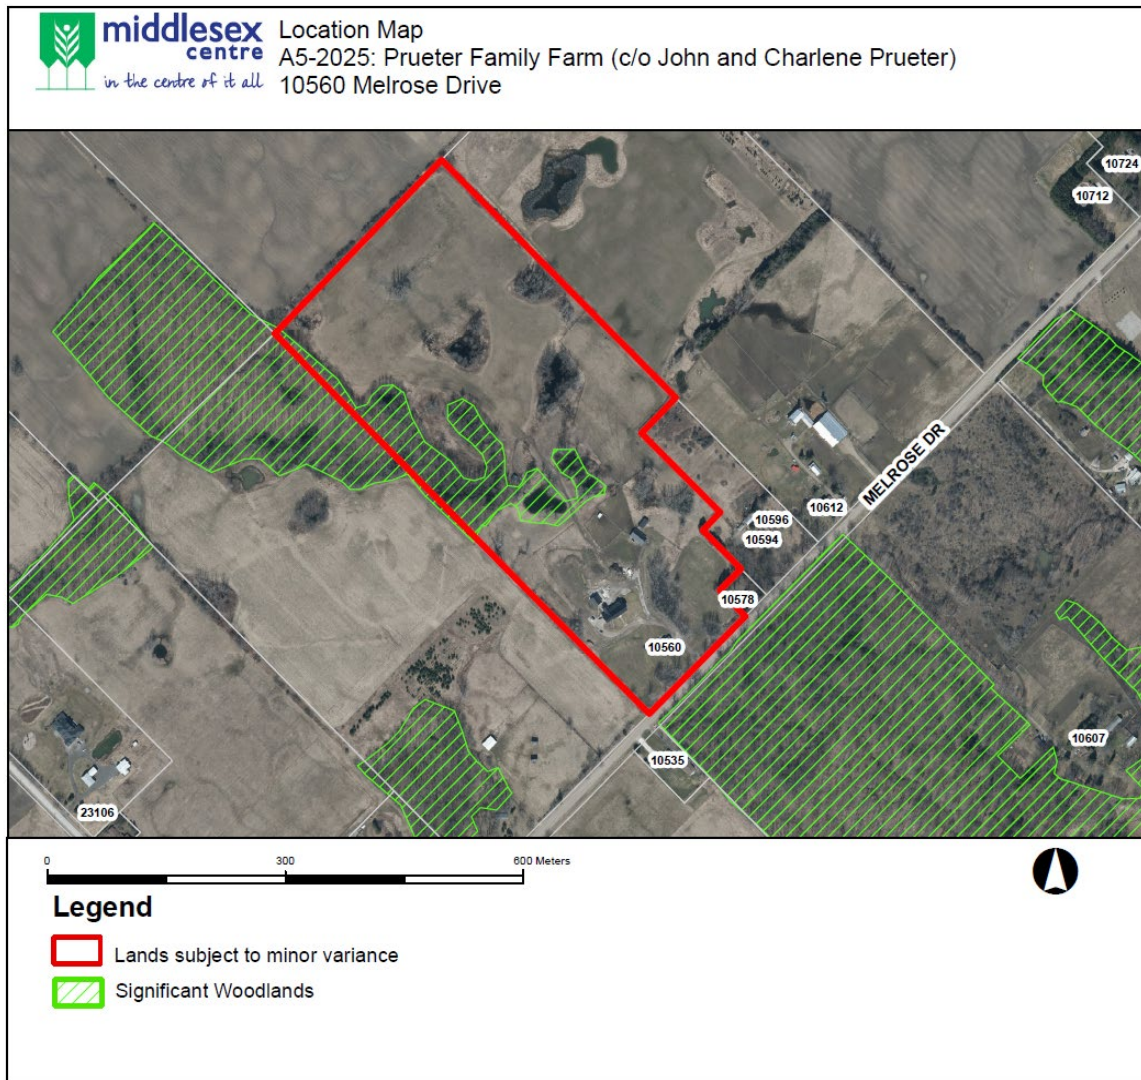 middlesex
centre
in the centre of it all
Location Map
A5-2025: Prueter Family Farm (c/o John and Charlene Prueter)
10560 Melrose Drive
10724
10712
MELROSE DR
10612
10596
10594
10578
10560
10535
10607
23106
0 300 600 Meters
Legend
Lands subject to minor variance
Significant Woodlands